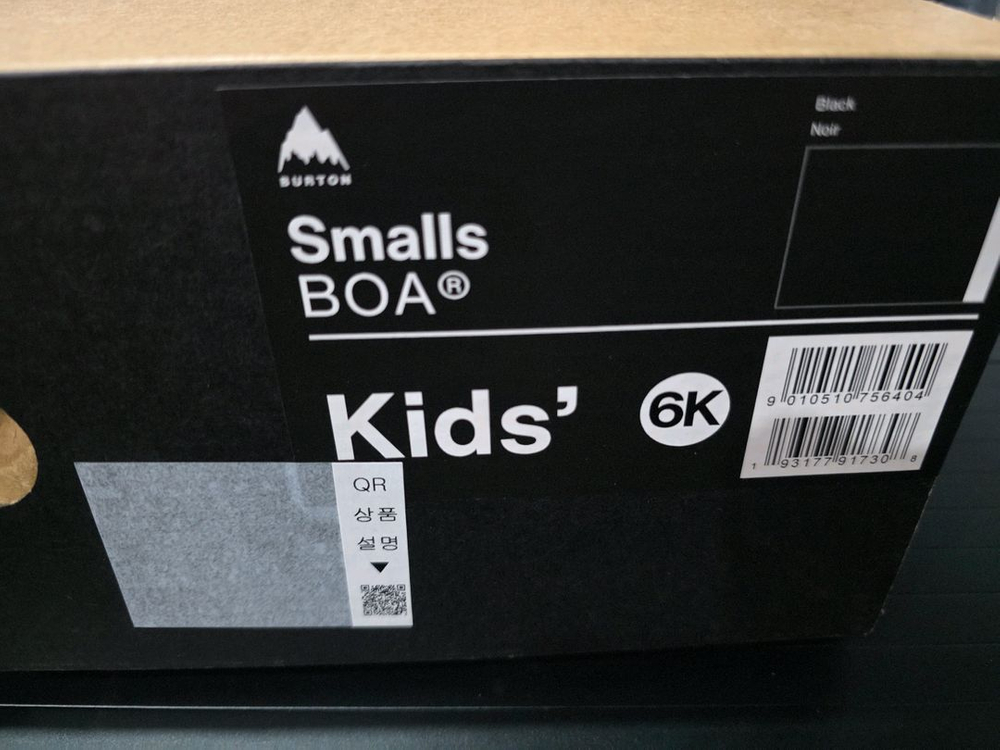 BURTON
Smalls
BOA®
Black
Noir
Kids’
6K
9 010510 756404
1 93177 91730 8
QR
상품
설명
▼